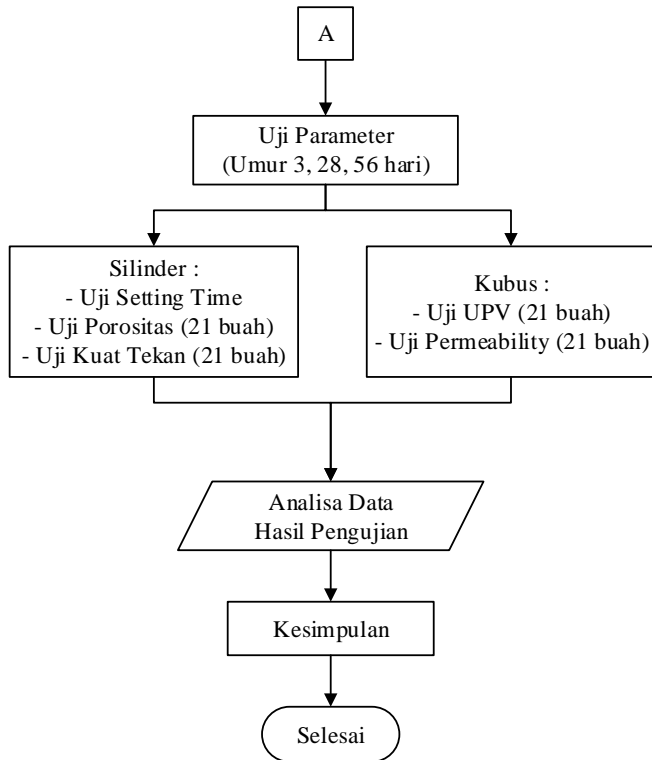 A
Uji Parameter
(Umur 3, 28, 56 hari)
Silinder :
- Uji Setting Time
- Uji Porositas (21 buah)
- Uji Kuat Tekan (21 buah)
Kubus :
- Uji UPV (21 buah)
- Uji Permeability (21 buah)
Analisa Data
Hasil Pengujian
Kesimpulan
Selesai